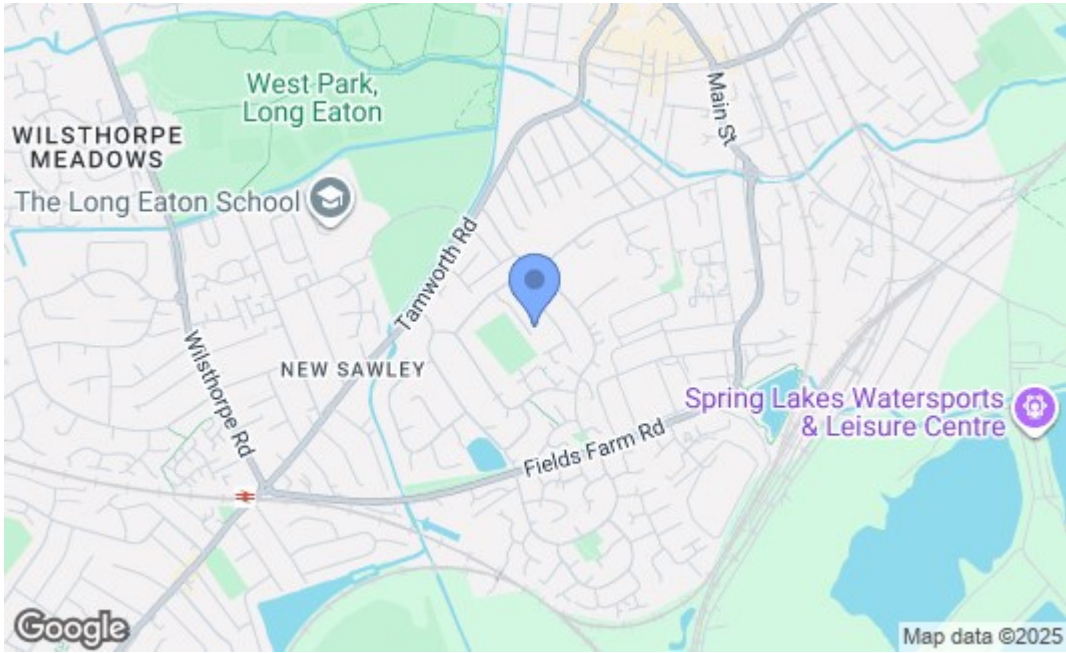 West Park,
Long Eaton
WILSTHORPE
MEADOWS
The Long Eaton School
Main St
Tamworth Rd
Wilsthorpe Rd
NEW SAWLEY
Spring Lakes Watersports
& Leisure Centre
Fields Farm Rd
Google
Map data ©2025